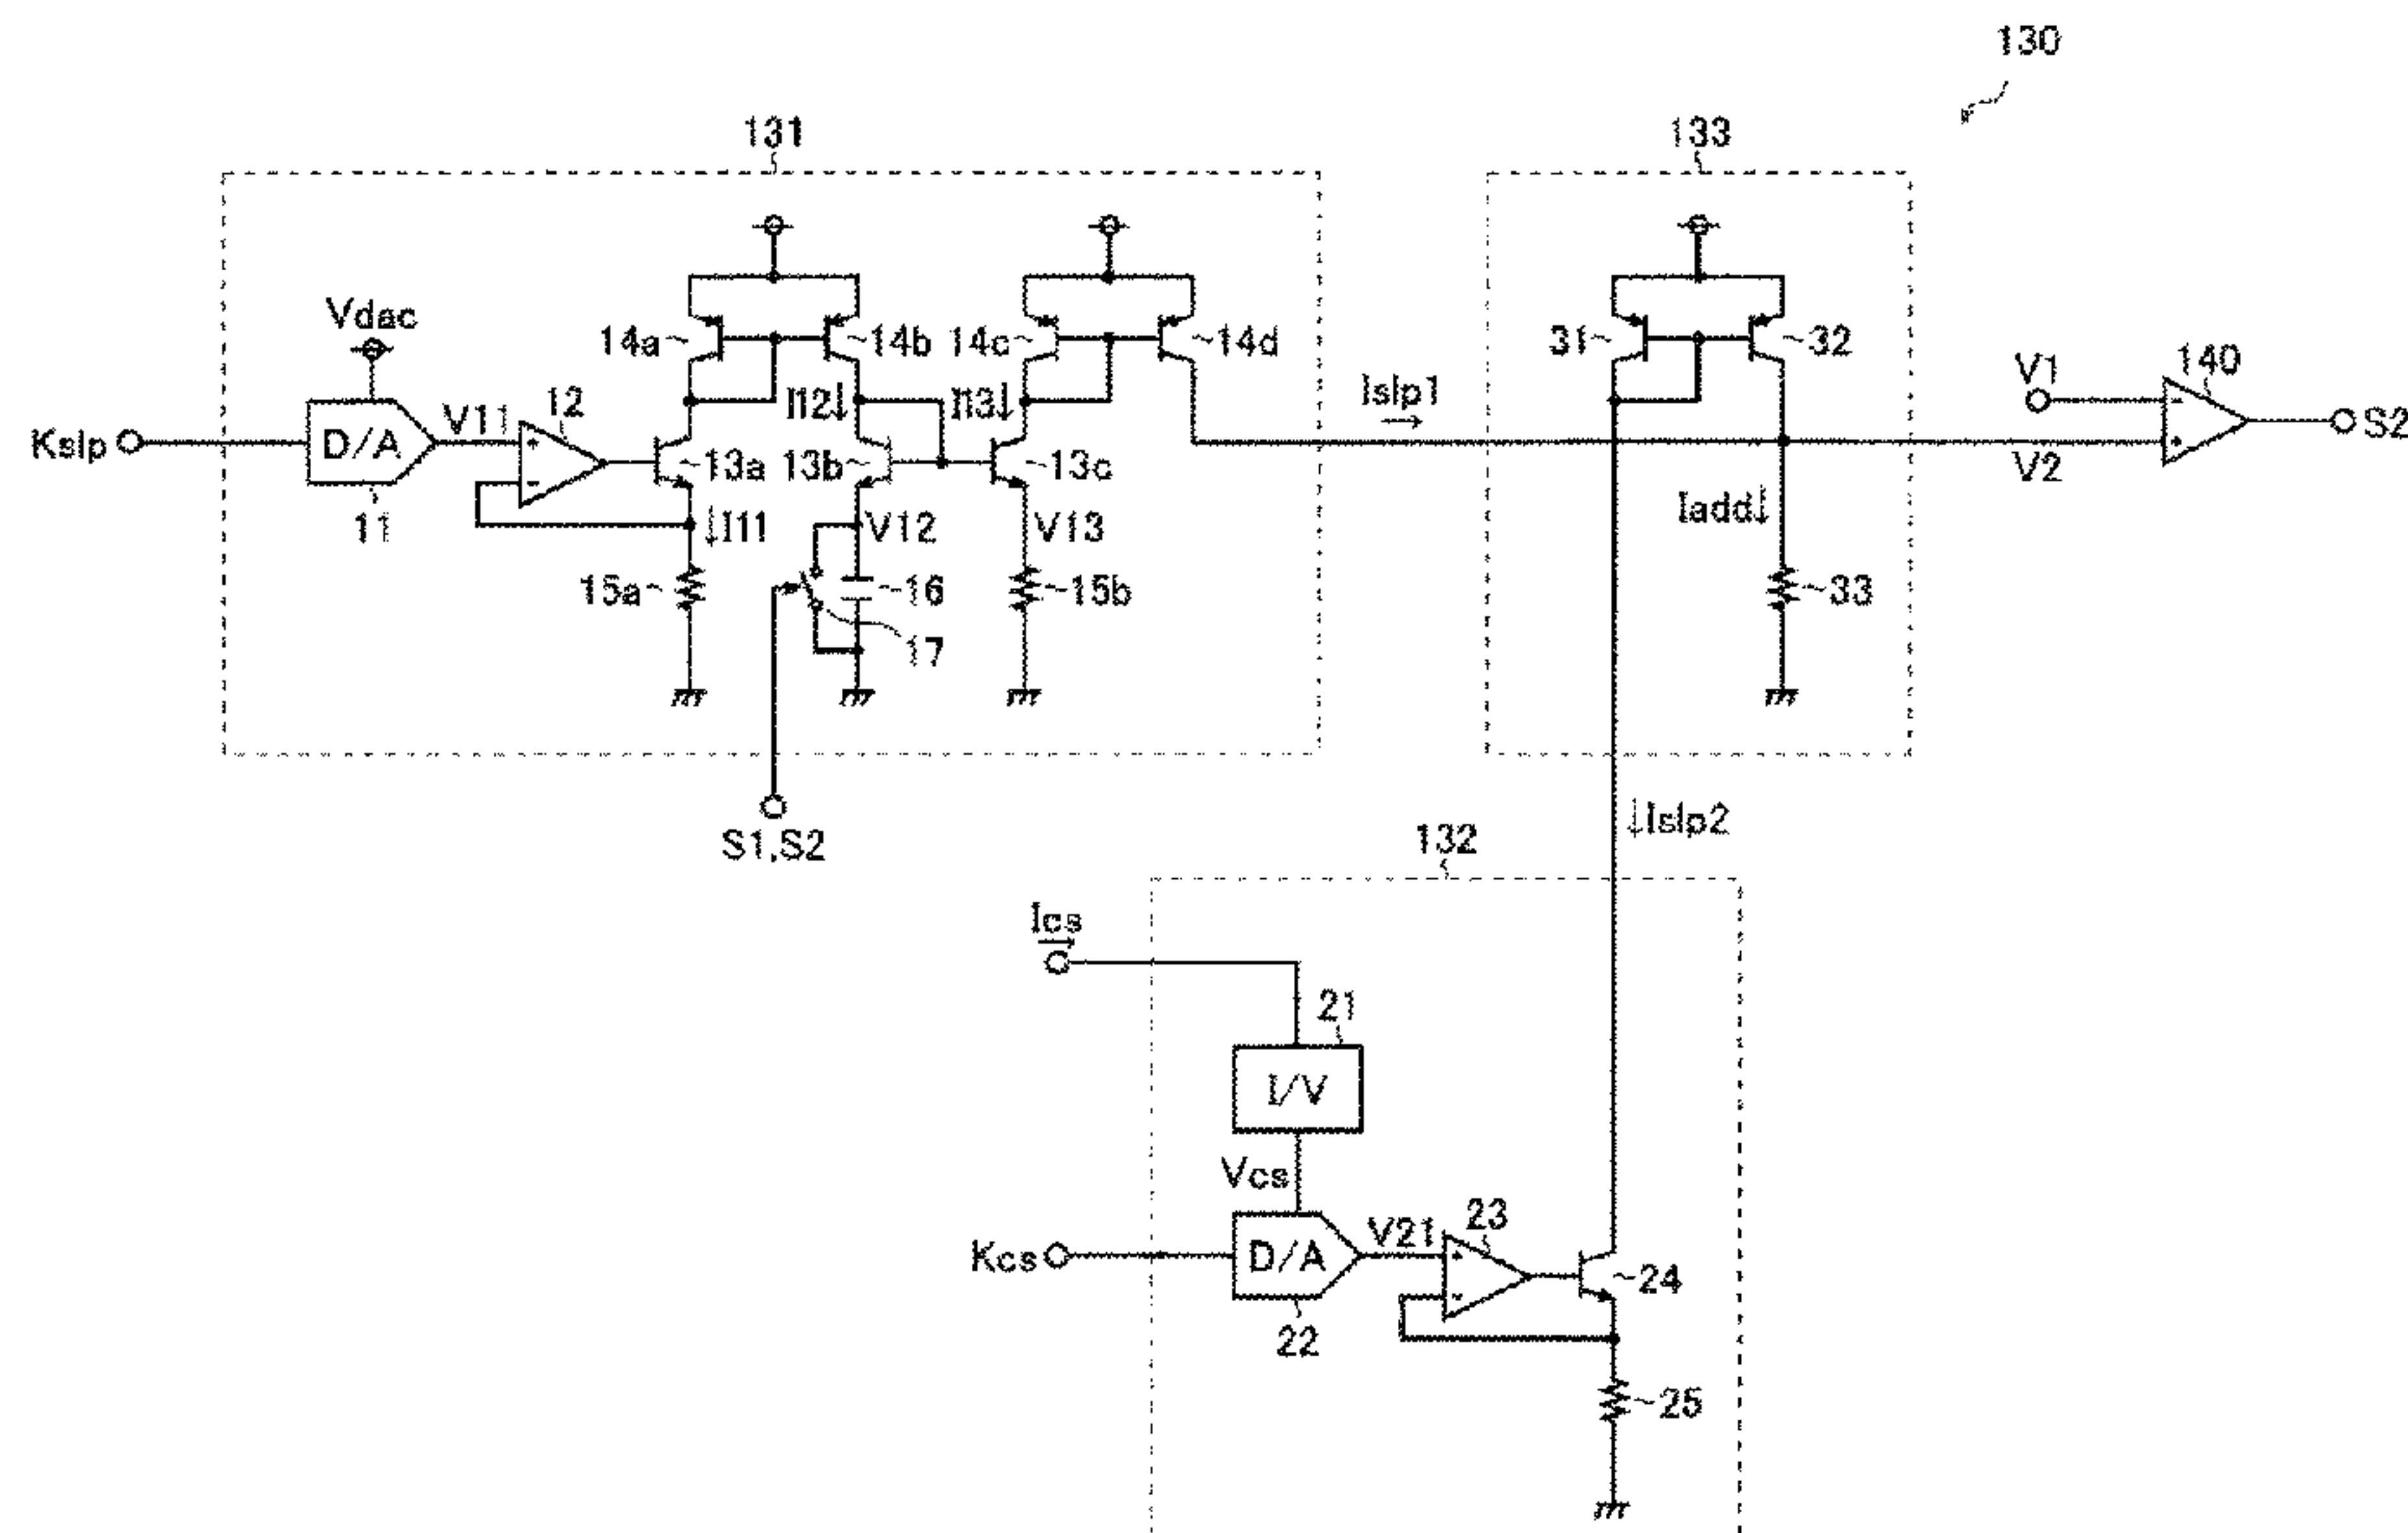 130
131
133
Vdac
14a
14b
14c
14d
31
32
V1
140
Kslp
D/A
V11
12
13a
I12
13b
I13
13c
Islp1
V2
S2
11
I11
V12
V13
Iadd
15a
16
15b
33
17
S1,S2
Islp2
132
Ics
21
I/V
Vcs
Kcs
D/A
V21
23
24
22
25